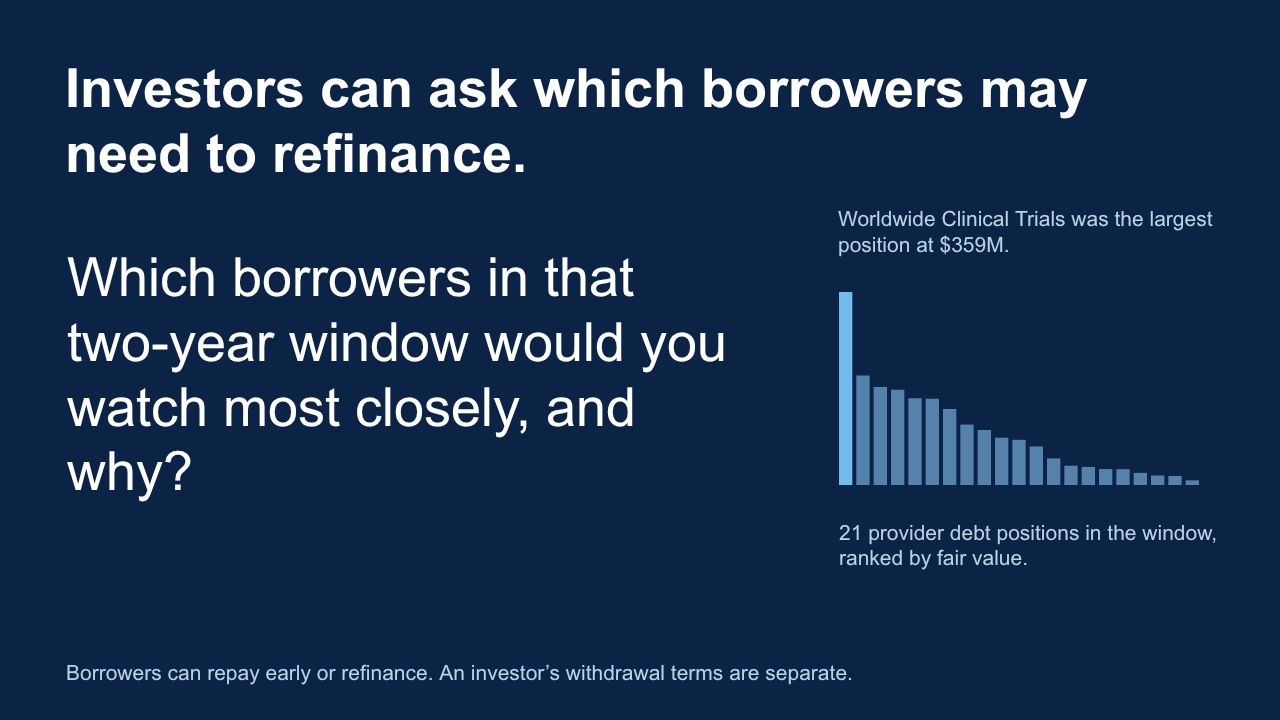 Investors can ask which borrowers may
need to refinance.
Which borrowers in that
two-year window would you
watch most closely, and
why?
Worldwide Clinical Trials was the largest
position at $359M.
21 provider debt positions in the window,
ranked by fair value.
Borrowers can repay early or refinance. An investor’s withdrawal terms are separate.